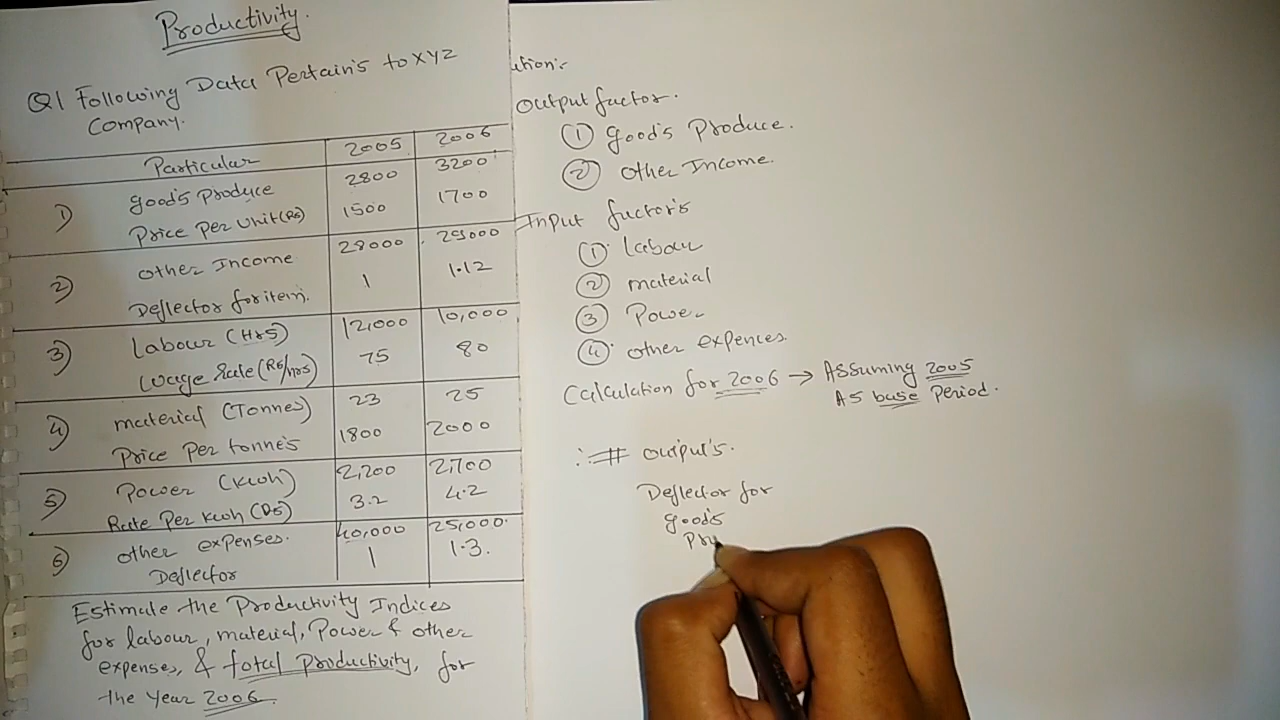 Productivity.
Q1 Following Data Pertain's to XYZ
Company.
Particular 2005 2006
1) good's produce 2800 3200
Price Per Unit (RS) 1500 1700
2) other Income 28000 29000
Deflector for item. 1 1.12
3) Labour (Hrs) 12,000 10,000
Wage Rate (RS/hrs) 75 80
4) material (Tonnes) 23 25
Price Per tonne's 1800 2000
5) Power (Kwh) 2,200 2,700
Rate Per Kwh (RS) 3.2 4.2
6) other expenses. 40,000 25,000.
Deflector 1 1.3.
Estimate the Productivity Indices
for labour, material, Power & other
expenses, & total productivity, for
the Year 2006
ution:-
Output factor.
① good's Produce.
② other Income.
Input factor's
① labour
② material
③ Power
④ other expences.
Calculation for 2006 → Assuming 2005
AS base Period.
∴ # output's.
Deflector for
good's
Pr